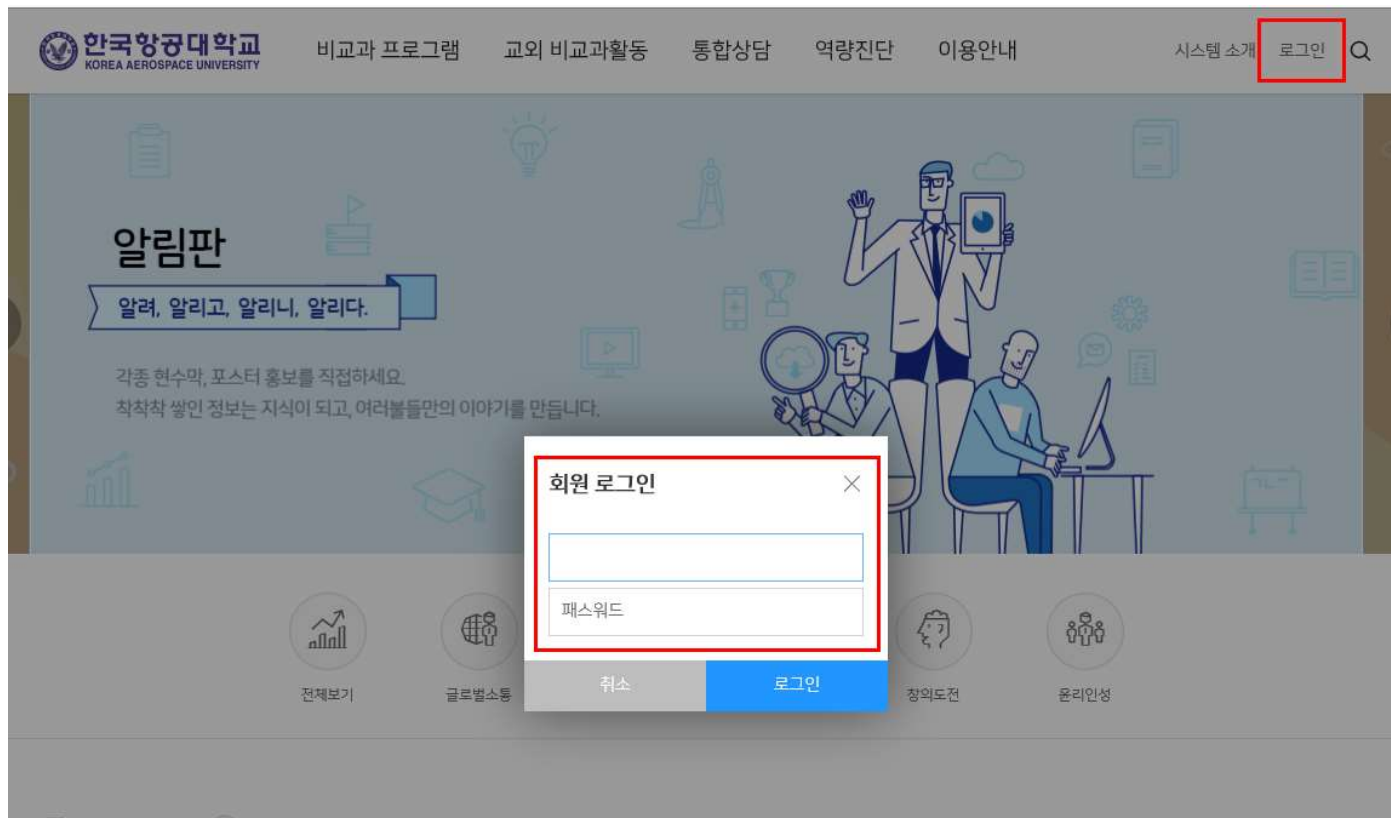 한국항공대학교
KOREA AEROSPACE UNIVERSITY
비교과 프로그램 교외 비교과활동 통합상담 역량진단 이용안내
시스템 소개 로그인
알림판
알려, 알리고, 알리니, 알리다.
각종 현수막, 포스터 홍보를 직접하세요.
착착착 쌓인 정보는 지식이 되고, 여러불들만의 이야기를 만듭니다.
회원 로그인
패스워드
취소 로그인
전체보기 글로벌소통 창의도전 윤리인성